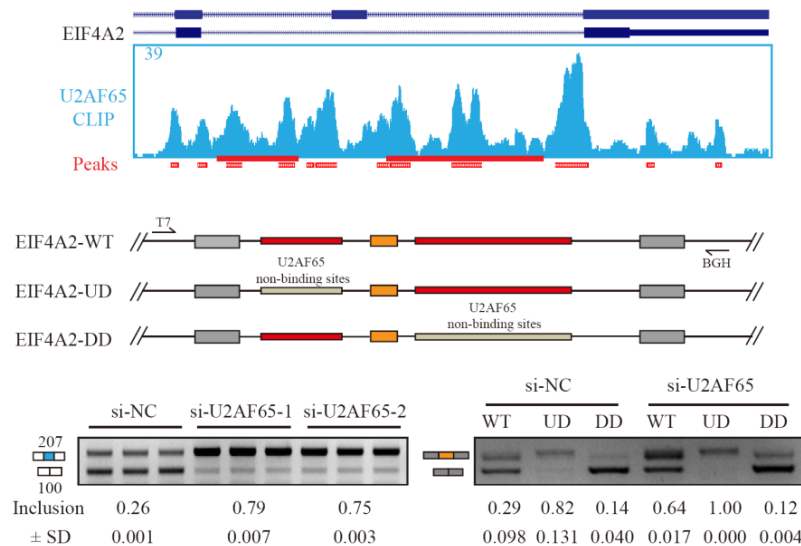 EIF4A2
39
U2AF65
CLIP
Peaks
T7
EIF4A2-WT
BGH
U2AF65
non-binding sites
EIF4A2-UD
U2AF65
non-binding sites
EIF4A2-DD
si-NC si-U2AF65-1 si-U2AF65-2
207
100
Inclusion 0.26 0.79 0.75
± SD 0.001 0.007 0.003
si-NC si-U2AF65
WT UD DD WT UD DD
0.29 0.82 0.14 0.64 1.00 0.12
0.098 0.131 0.040 0.017 0.000 0.004